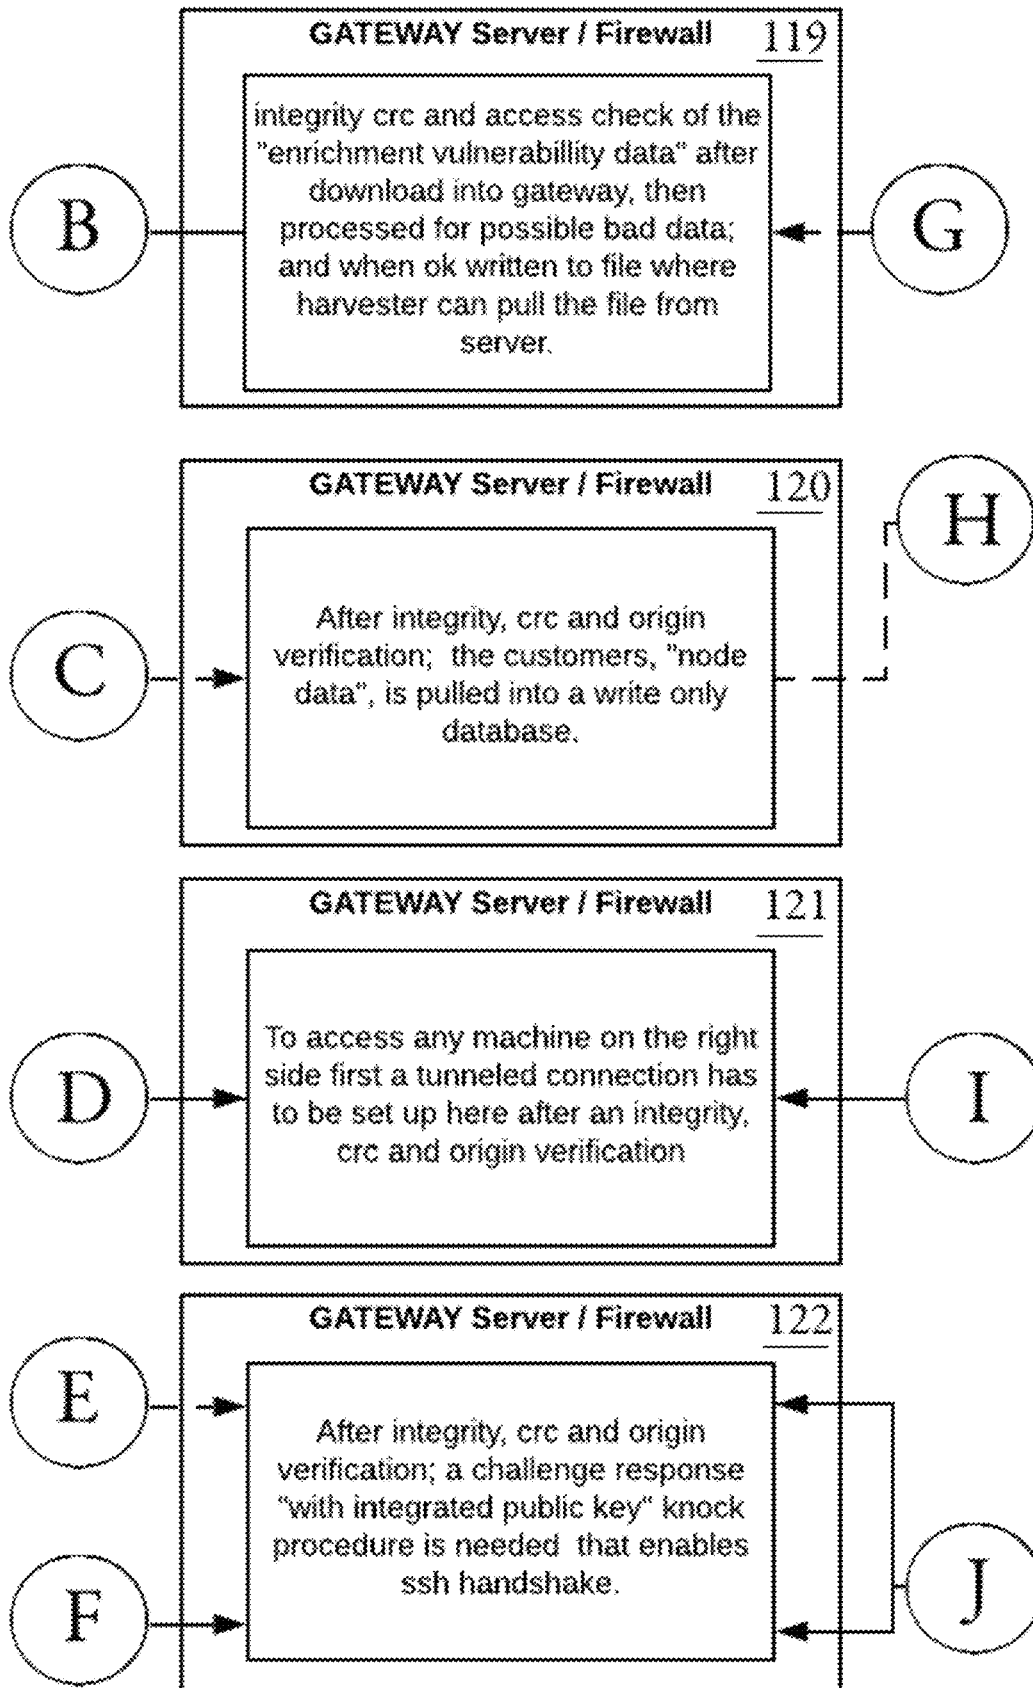 GATEWAY Server / Firewall 119
integrity crc and access check of the
"enrichment vulnerabillity data" after
download into gateway, then
processed for possible bad data;
and when ok written to file where
harvester can pull the file from
server.
B
G
GATEWAY Server / Firewall 120
H
After integrity, crc and origin
verification; the customers, "node
data", is pulled into a write only
database.
C
GATEWAY Server / Firewall 121
To access any machine on the right
side first a tunneled connection has
to be set up here after an integrity,
crc and origin verification
D
I
GATEWAY Server / Firewall 122
E
After integrity, crc and origin
verification; a challenge response
"with integrated public key" knock
procedure is needed that enables
ssh handshake.
F
J